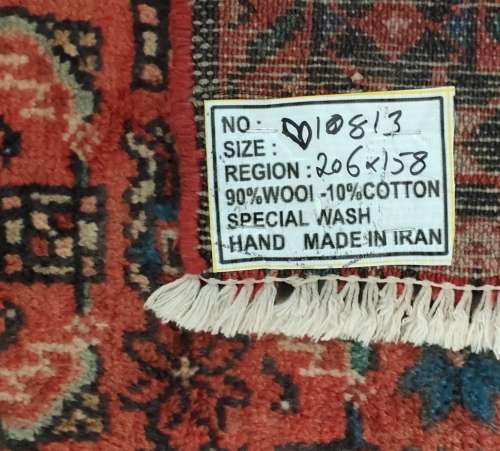 NO : 10813
SIZE :
REGION : 206x158
90%WOOl -10%COTTON
SPECIAL WASH
HAND MADE IN IRAN